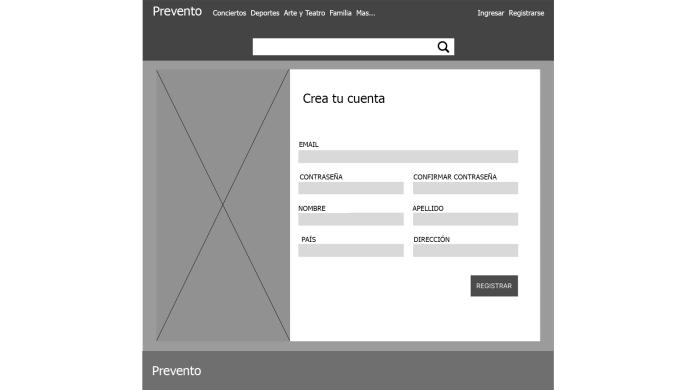 Prevento Conciertos Deportes Arte y Teatro Familia Mas... Ingresar Registrarse
Crea tu cuenta
EMAIL
CONTRASEÑA CONFIRMAR CONTRASEÑA
NOMBRE APELLIDO
PAÍS DIRECCIÓN
REGISTRAR
Prevento